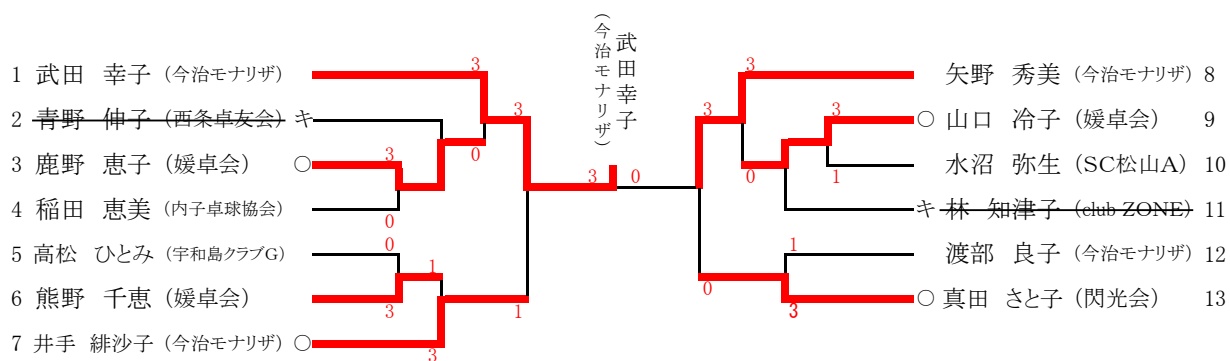 武田幸子
(今治モナリザ)
1 武田 幸子 (今治モナリザ)
2 青野 伸子 (西条卓友会) キ
3 鹿野 恵子 (媛卓会) ○
4 稲田 恵美 (内子卓球協会)
5 高松 ひとみ (宇和島クラブG)
6 熊野 千恵 (媛卓会)
7 井手 緋沙子 (今治モナリザ) ○
3
3
0
3
0
0
1
3
1
3
3 0
3
3
3
0
1
1
0
3
矢野 秀美 (今治モナリザ) 8
○ 山口 冷子 (媛卓会) 9
水沼 弥生 (SC松山A) 10
キ 林 知津子 (club ZONE) 11
渡部 良子 (今治モナリザ) 12
○ 真田 さと子 (閃光会) 13